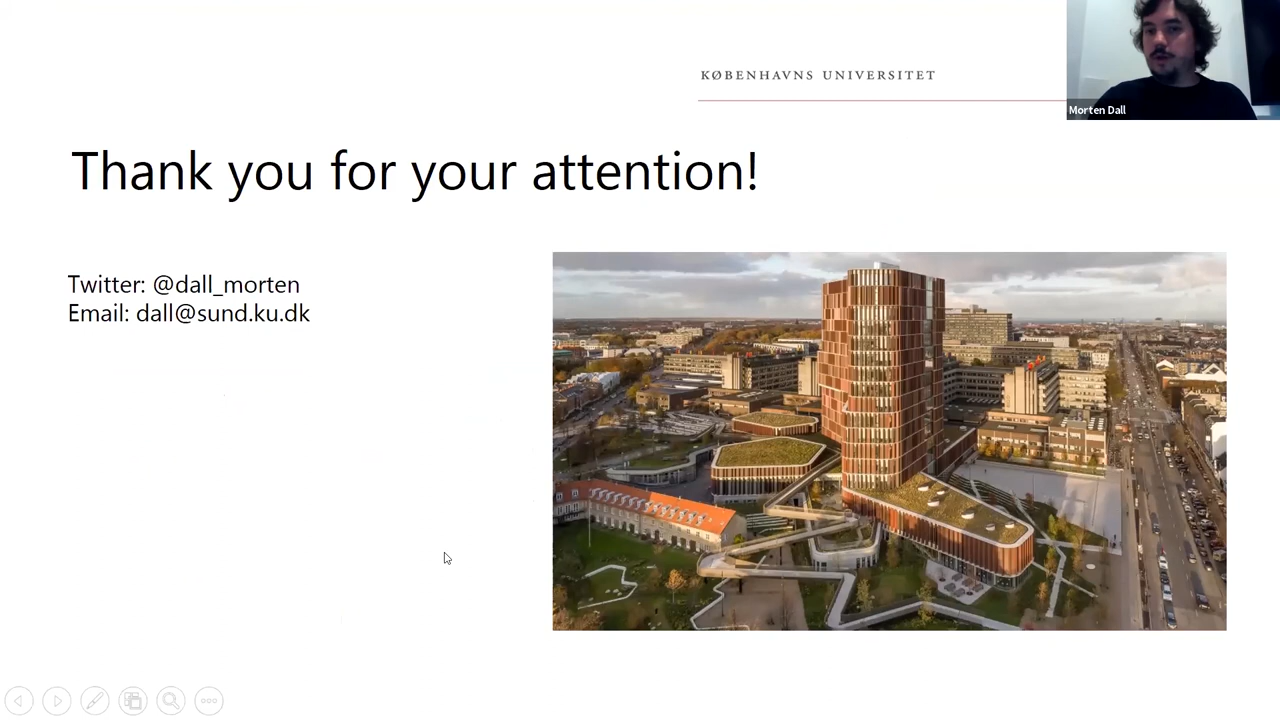 KØBENHAVNS UNIVERSITET
Morten Dall
Thank you for your attention!
Twitter: @dall_morten
Email: dall@sund.ku.dk